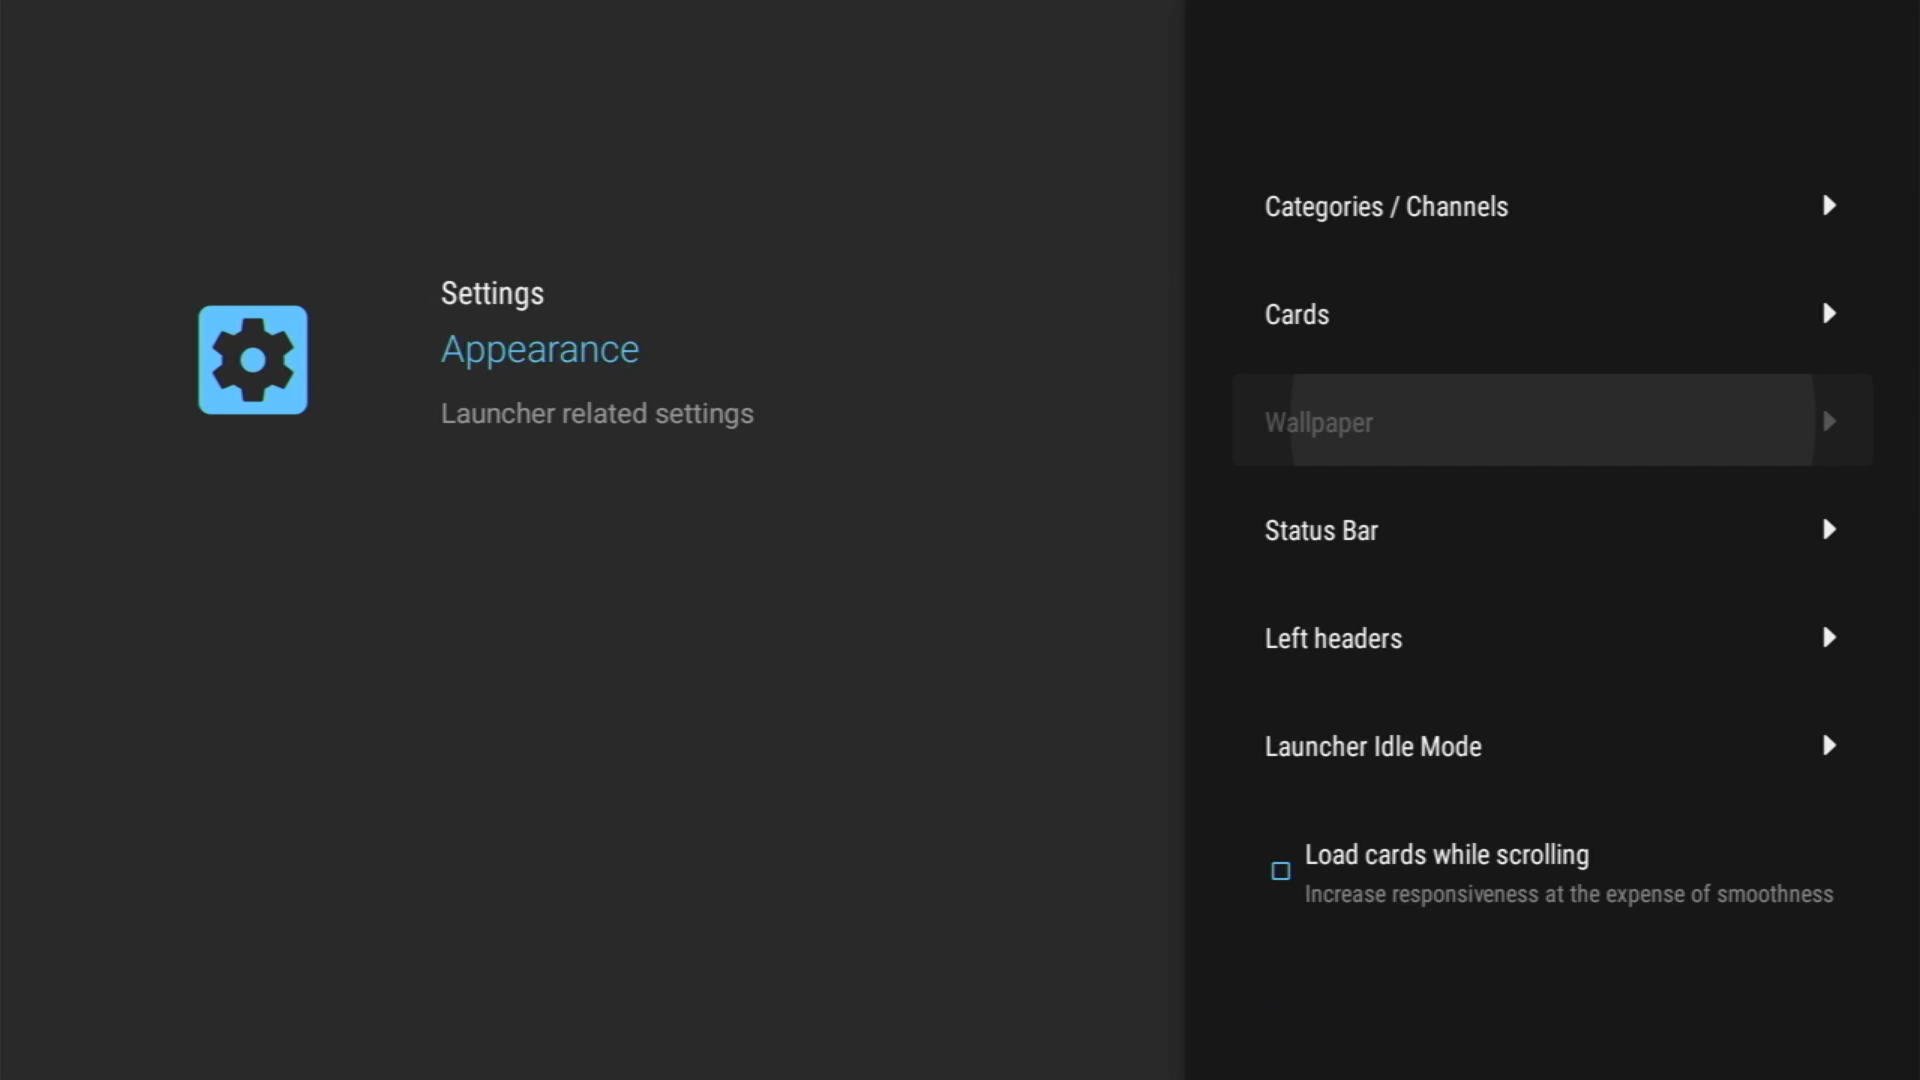 Settings
Appearance
Launcher related settings
Categories / Channels
Cards
Wallpaper
Status Bar
Left headers
Launcher Idle Mode
Load cards while scrolling
Increase responsiveness at the expense of smoothness